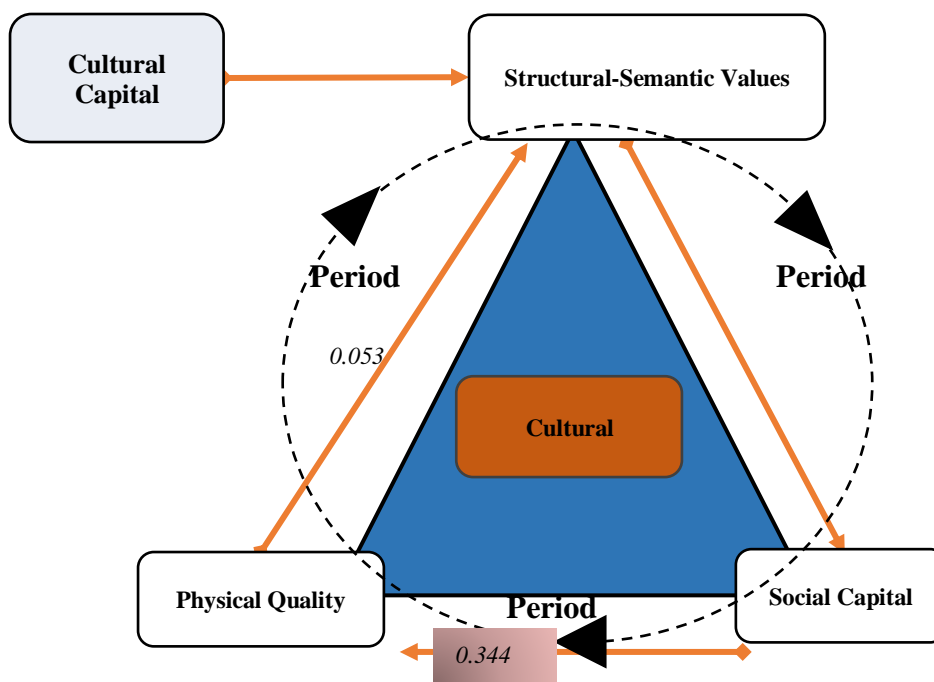 Cultural
Capital
Structural-Semantic Values
Period
Period
0.053
Cultural
Physical Quality
Period
Social Capital
0.344